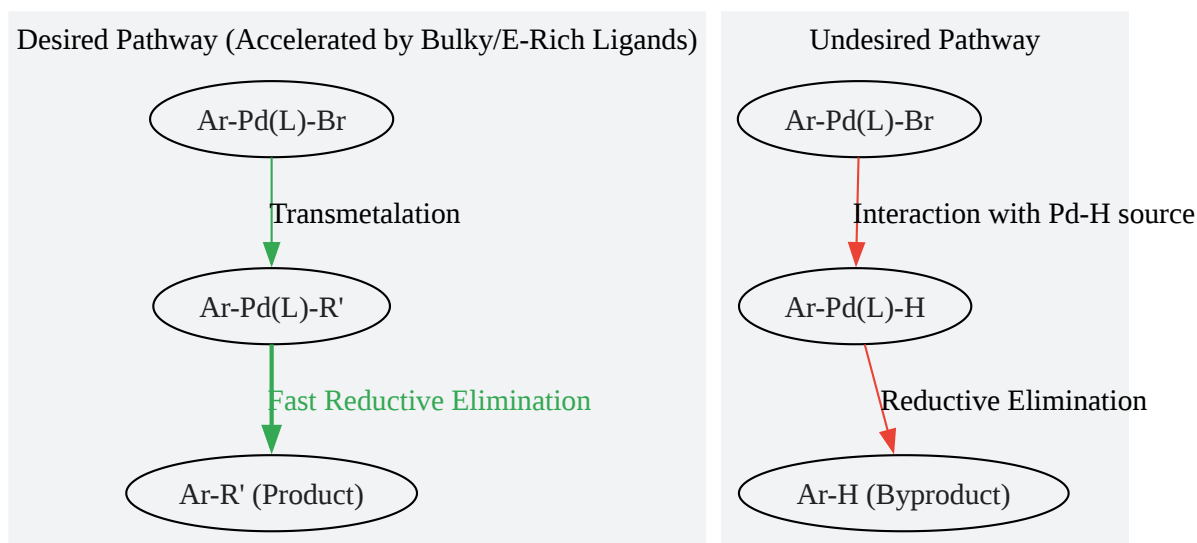 Desired Pathway (Accelerated by Bulky/E-Rich Ligands)
Ar-Pd(L)-Br
Transmetalation
Ar-Pd(L)-R'
Fast Reductive Elimination
Ar-R' (Product)
Undesired Pathway
Ar-Pd(L)-Br
Interaction with Pd-H source
Ar-Pd(L)-H
Reductive Elimination
Ar-H (Byproduct)